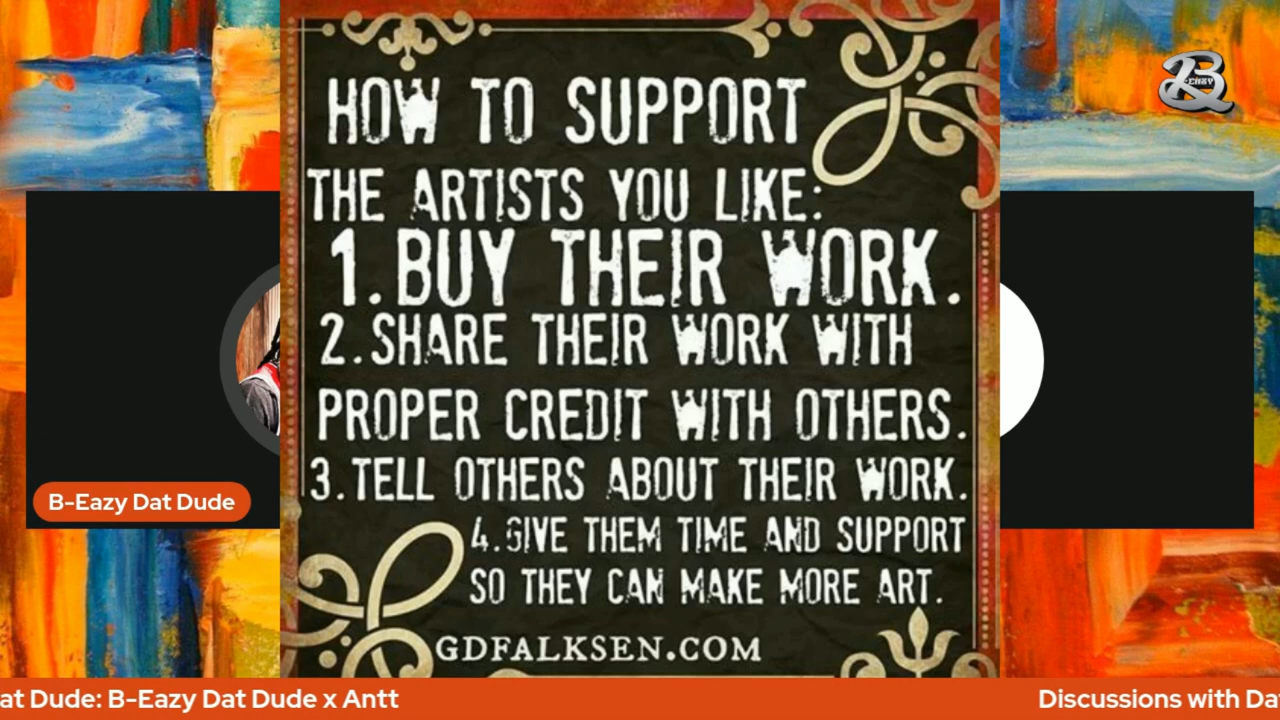 HOW TO SUPPORT
THE ARTISTS YOU LIKE:
1. BUY THEIR WORK.
2. SHARE THEIR WORK WITH
PROPER CREDIT WITH OTHERS.
3. TELL OTHERS ABOUT THEIR WORK.
4. GIVE THEM TIME AND SUPPORT
SO THEY CAN MAKE MORE ART.
GDFALKSEN.COM
B-EAZY
B-Eazy Dat Dude
at Dude: B-Eazy Dat Dude x Antt
Discussions with Da